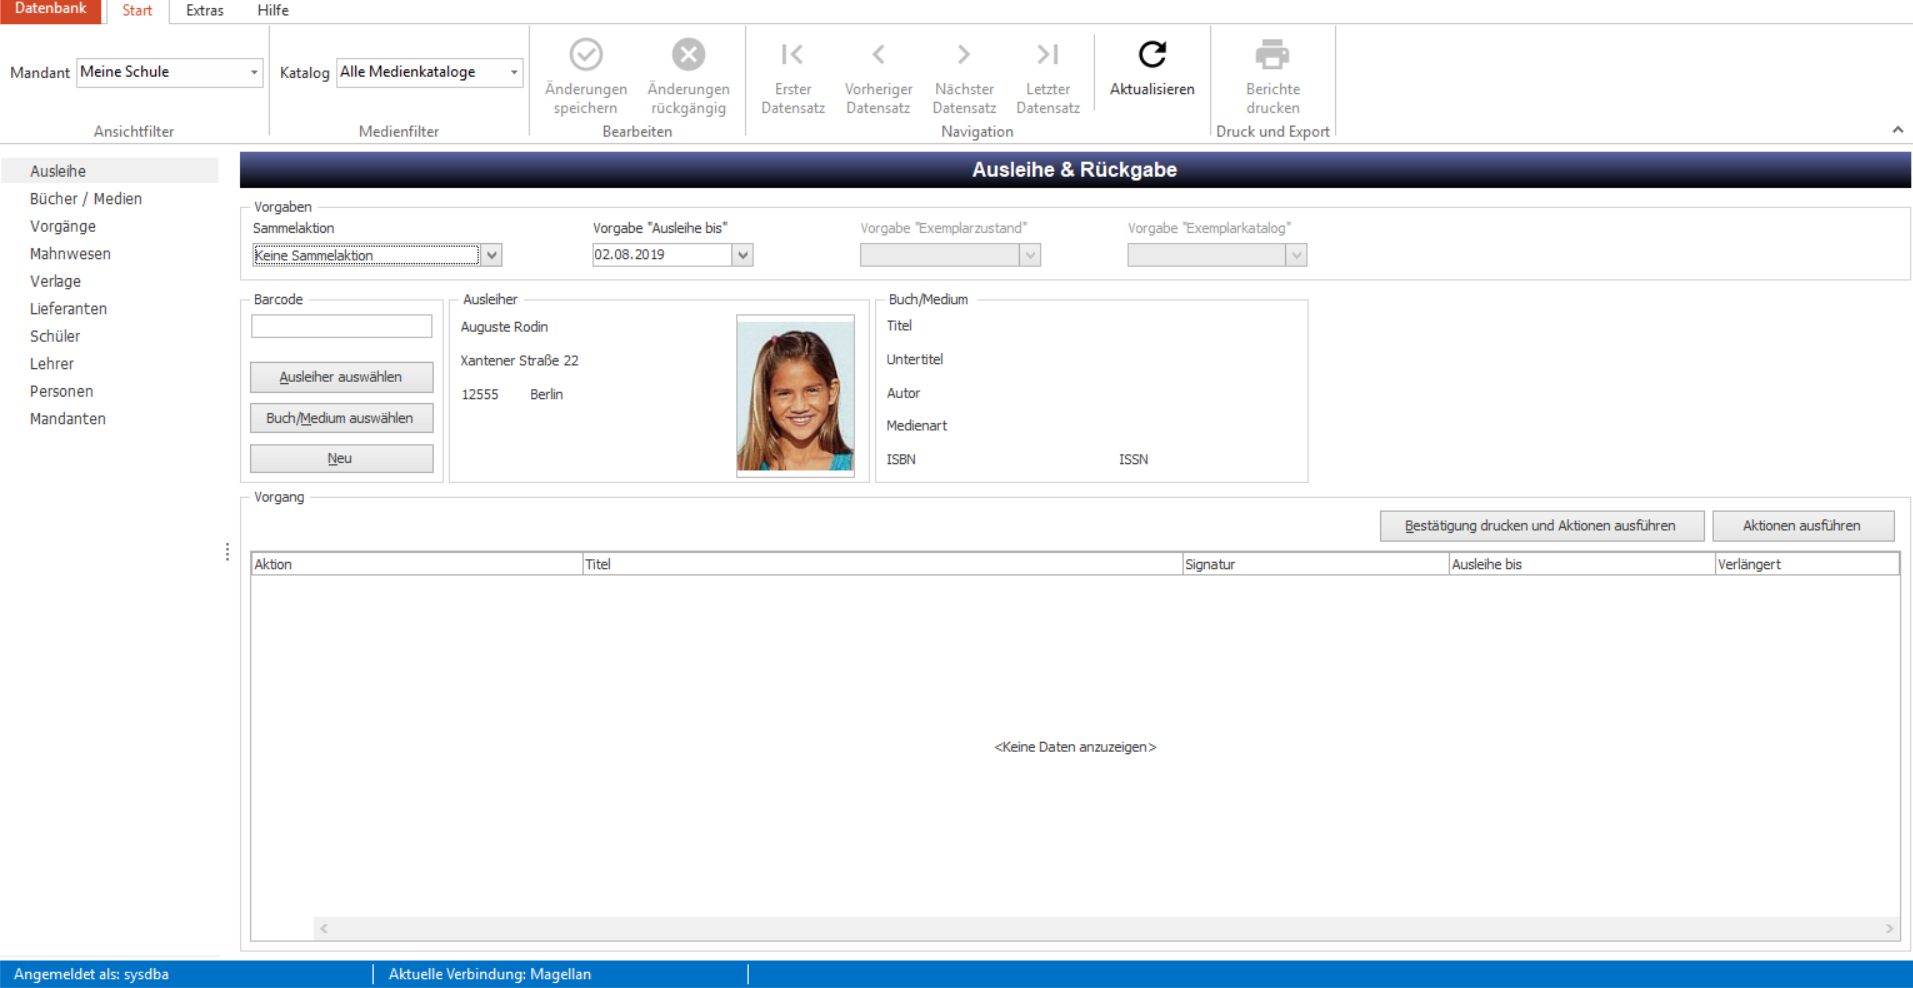 Datenbank Start Extras Hilfe
Mandant Meine Schule Katalog Alle Medienkataloge
Änderungen speichern
Änderungen rückgängig
Erster Datensatz
Vorheriger Datensatz
Nächster Datensatz
Letzter Datensatz
Aktualisieren
Berichte drucken
Ansichtfilter Medienfilter Bearbeiten Navigation Druck und Export
Ausleihe
Bücher / Medien
Vorgänge
Mahnwesen
Verlage
Lieferanten
Schüler
Lehrer
Personen
Mandanten
Ausleihe & Rückgabe
Vorgaben
Sammelaktion Vorgabe "Ausleihe bis" Vorgabe "Exemplarzustand" Vorgabe "Exemplarkatalog"
Keine Sammelaktion 02.08.2019
Barcode
Ausleiher auswählen
Buch/Medium auswählen
Neu
Ausleiher
Auguste Rodin
Xantener Straße 22
12555 Berlin
Buch/Medium
Titel
Untertitel
Autor
Medienart
ISBN ISSN
Vorgang
Bestätigung drucken und Aktionen ausführen Aktionen ausführen
Aktion Titel Signatur Ausleihe bis Verlängert
<Keine Daten anzuzeigen>
Angemeldet als: sysdba Aktuelle Verbindung: Magellan